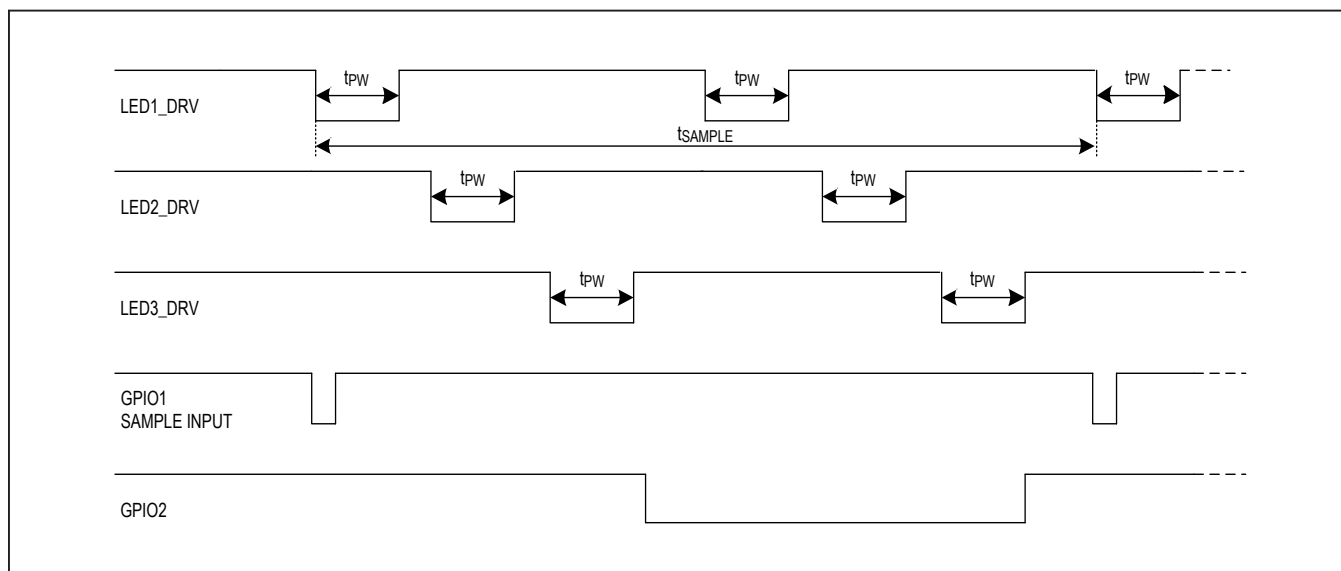 tPW
tPW
tPW
LED1_DRV
tSAMPLE
tPW
tPW
LED2_DRV
tPW
tPW
LED3_DRV
GPIO1
SAMPLE INPUT
GPIO2